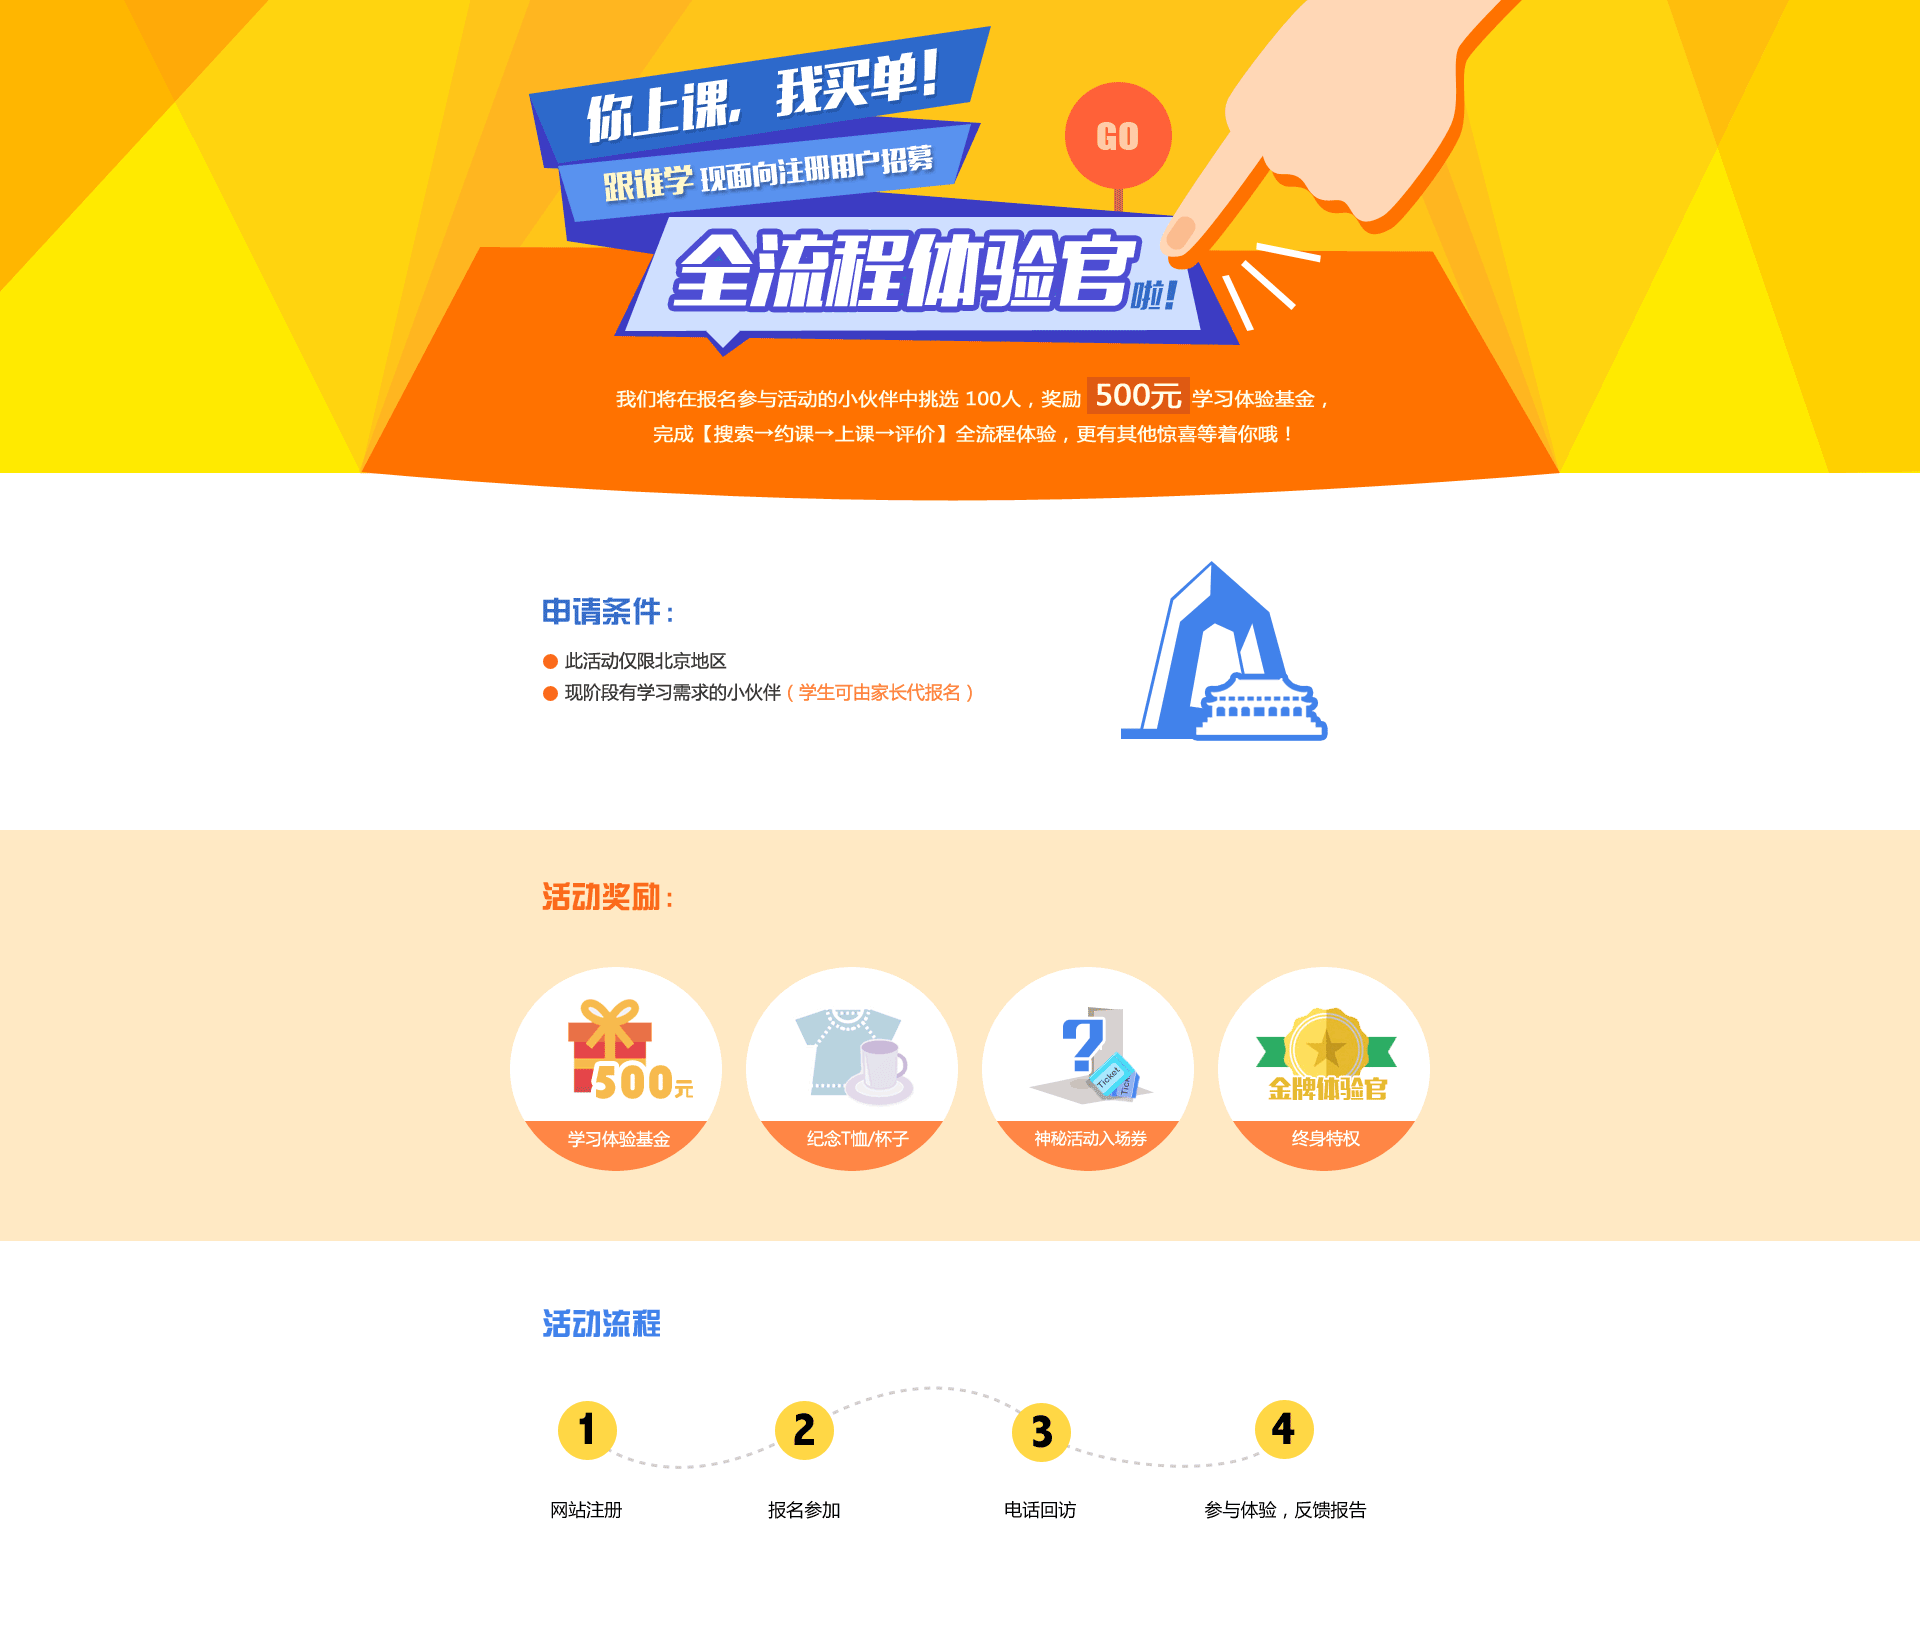 你上课，我买单！
GO
跟谁学 现面向注册用户招募
全流程体验官啦！
我们将在报名参与活动的小伙伴中挑选 100人，奖励 500元 学习体验基金，
完成【搜索→约课→上课→评价】全流程体验，更有其他惊喜等着你哦！
申请条件：
此活动仅限北京地区
现阶段有学习需求的小伙伴（学生可由家长代报名）
活动奖励：
500元
学习体验基金
纪念T恤/杯子
?
Ticket
Ticke
神秘活动入场券
金牌体验官
终身特权
活动流程
1 2 3 4
网站注册 报名参加 电话回访 参与体验，反馈报告